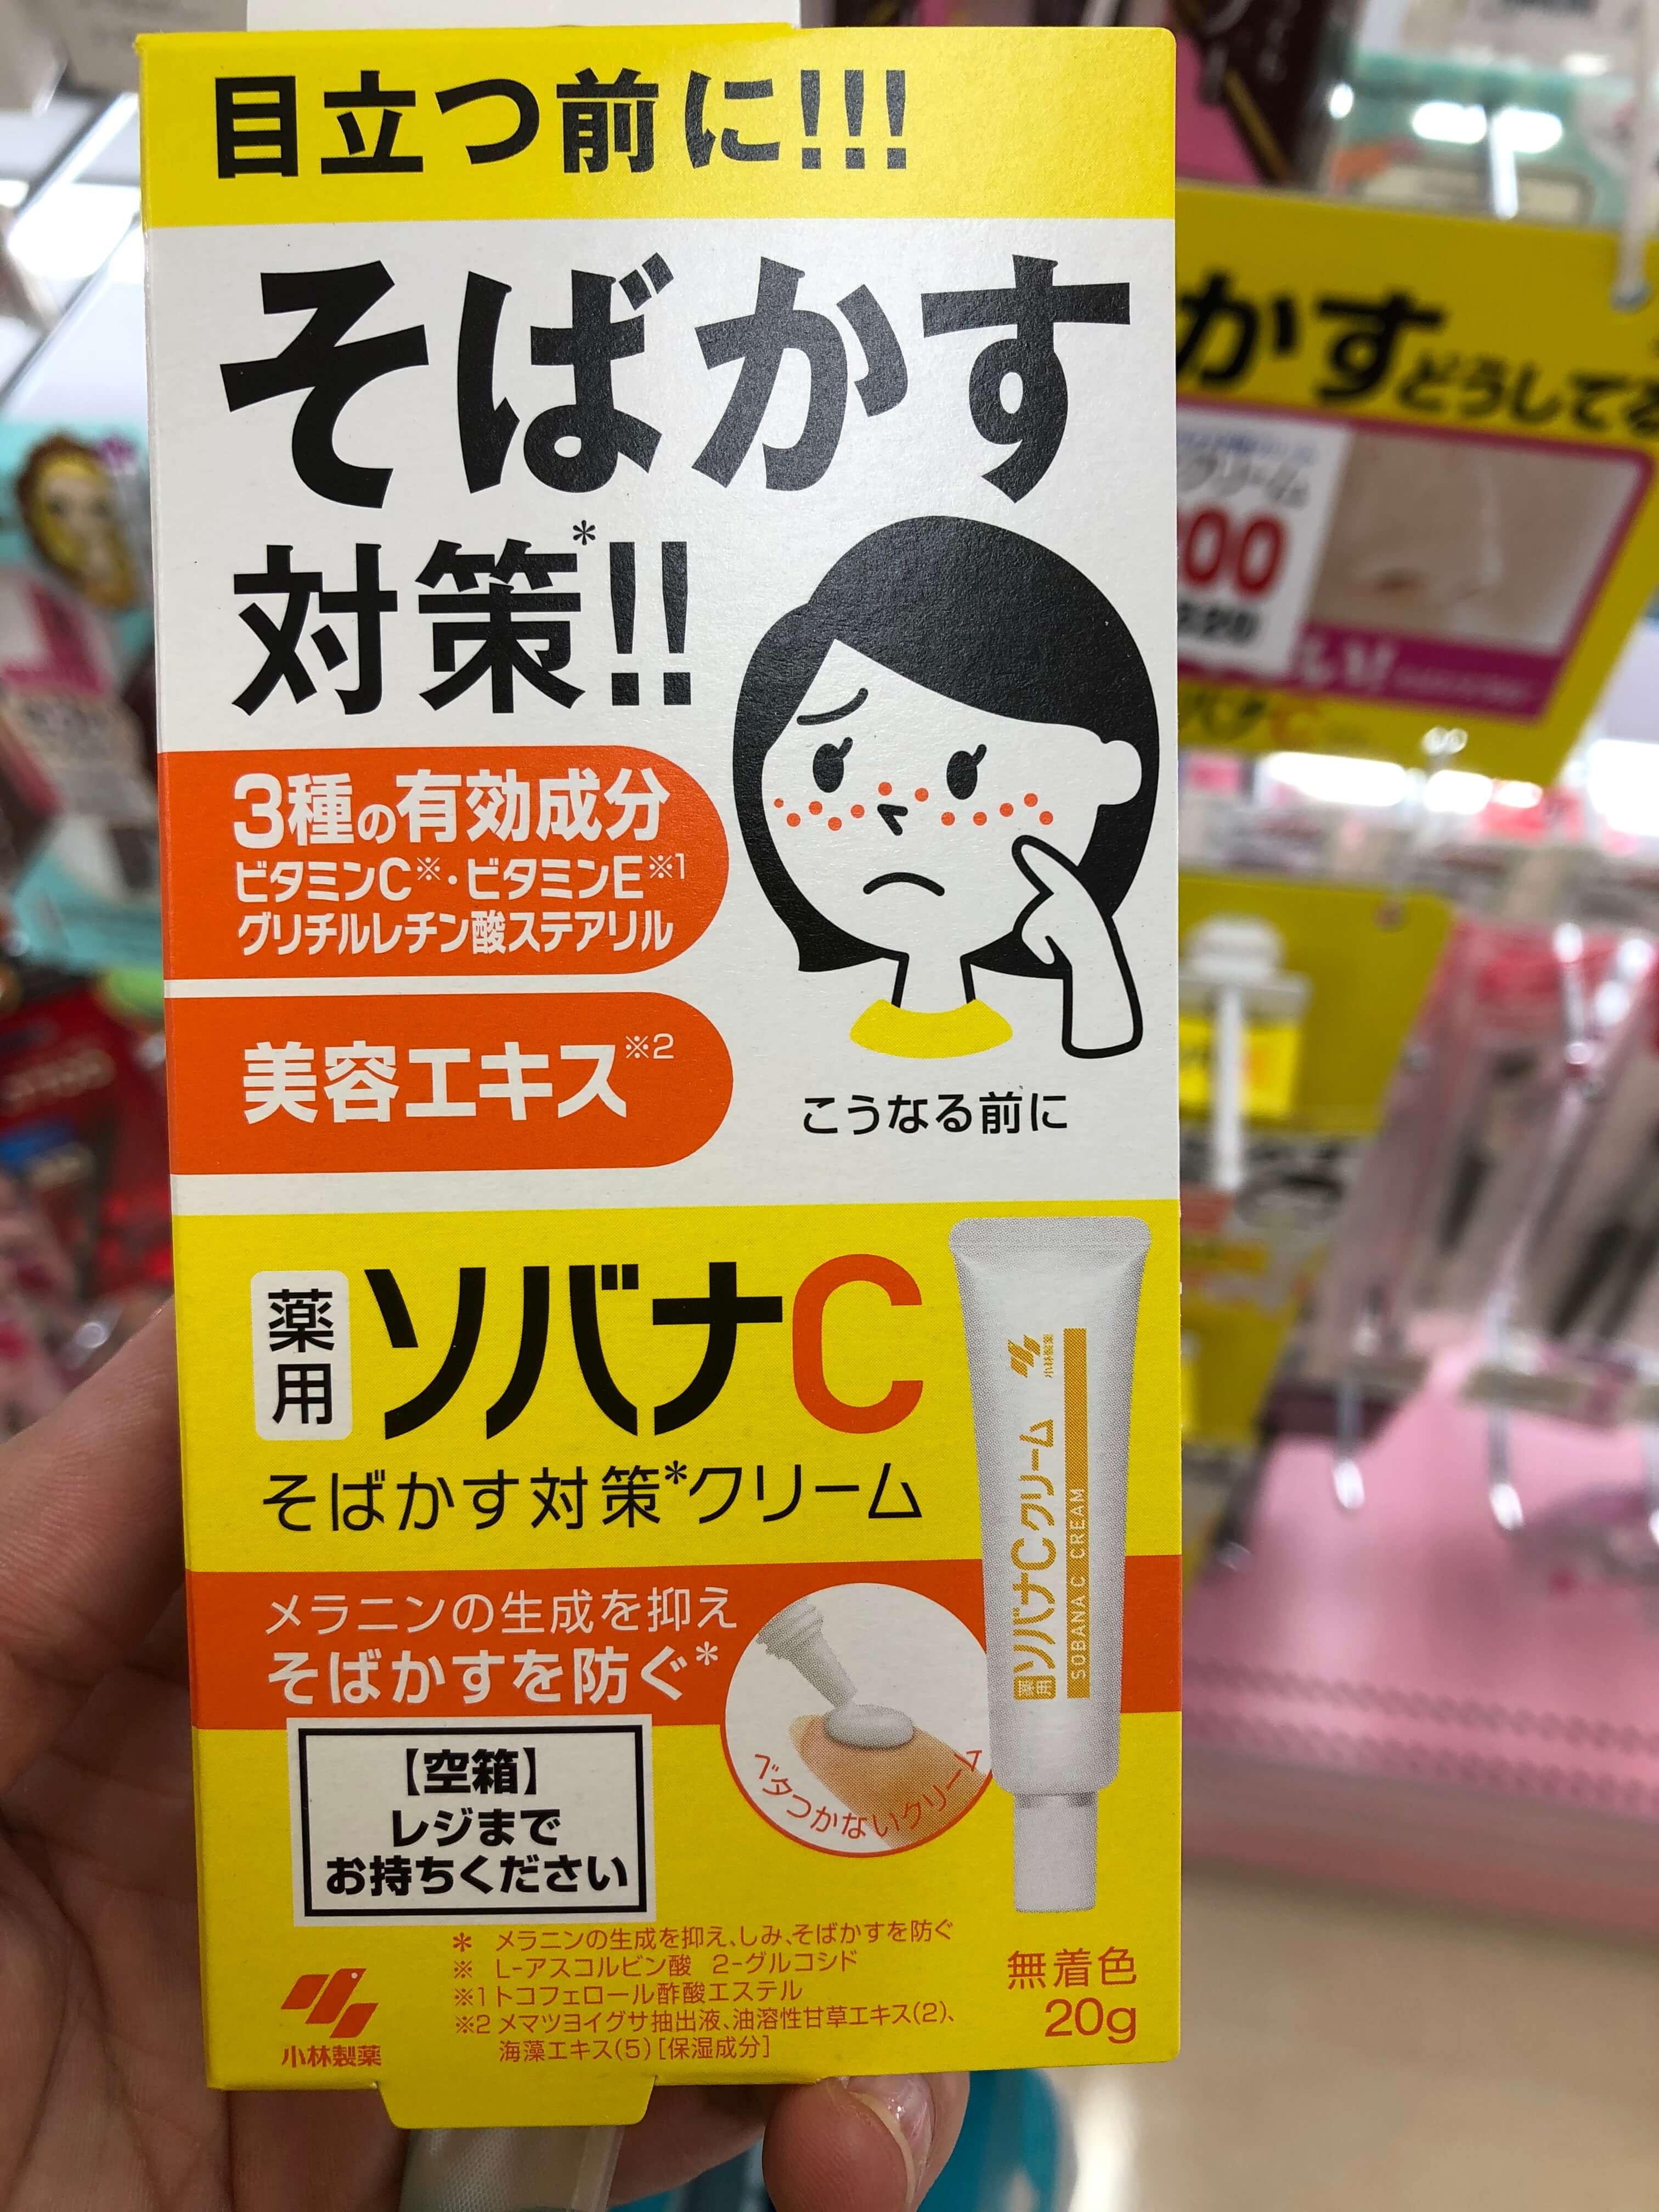 目立つ前に!!!
そばかす
対策*!!
3種の有効成分
ビタミンC※・ビタミンE※1
グリチルレチン酸ステアリル
美容エキス※2
こうなる前に
薬用
ソバナC
そばかす対策*クリーム
メラニンの生成を抑え
そばかすを防ぐ*
ベタつかないクリーム
小林製薬
薬用ソバナCクリーム
SOBANA C CREAM
【空箱】
レジまで
お持ちください
* メラニンの生成を抑え、しみ、そばかすを防ぐ
※ L-アスコルビン酸 2-グルコシド
※1トコフェロール酢酸エステル
※2 メマツヨイグサ抽出液、油溶性甘草エキス(2)、
海藻エキス(5)[保湿成分]
小林製薬
無着色
20g
かすどうしてる
クリーム
00
バナC